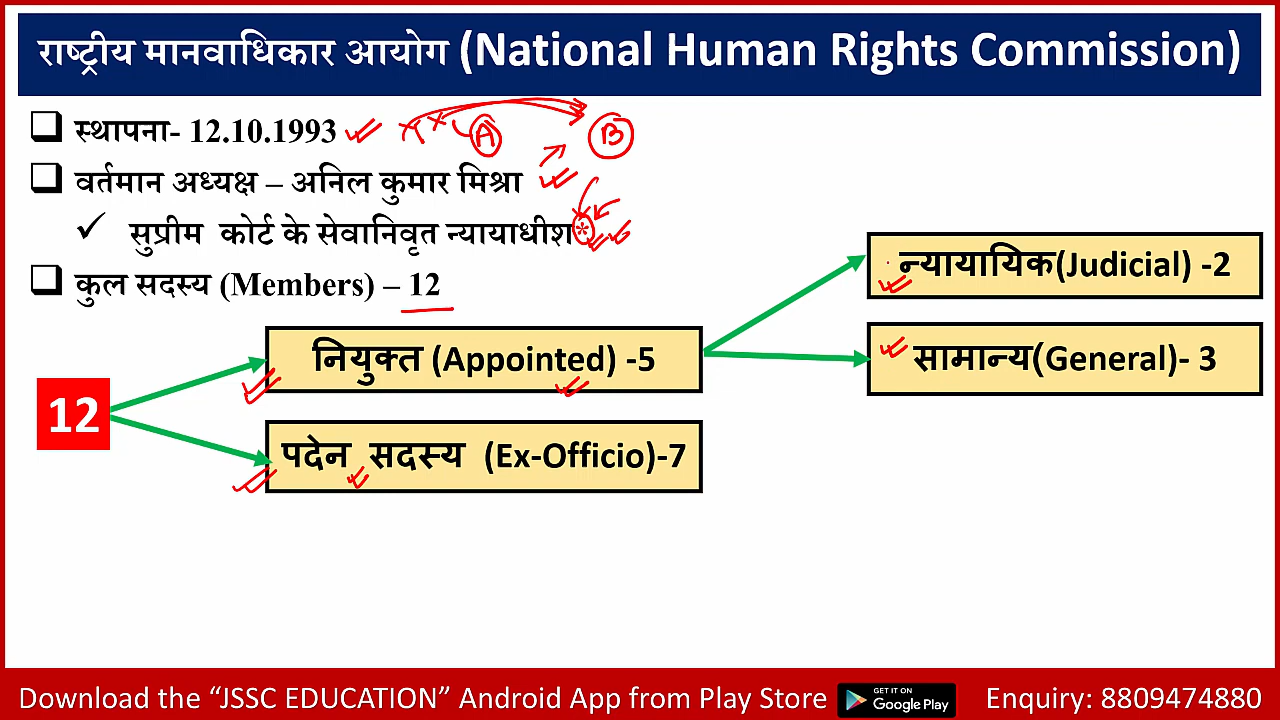 राष्ट्रीय मानवाधिकार आयोग (National Human Rights Commission)
स्थापना- 12.10.1993
A
B
वर्तमान अध्यक्ष – अनिल कुमार मिश्रा
✓ सुप्रीम कोर्ट के सेवानिवृत न्यायाधीश*
कुल सदस्य (Members) – 12
न्यायायिक(Judicial) -2
नियुक्त (Appointed) -5
सामान्य(General)- 3
12
पदेन सदस्य (Ex-Officio)-7
Download the “JSSC EDUCATION” Android App from Play Store
GET IT ON
Google Play
Enquiry: 8809474880